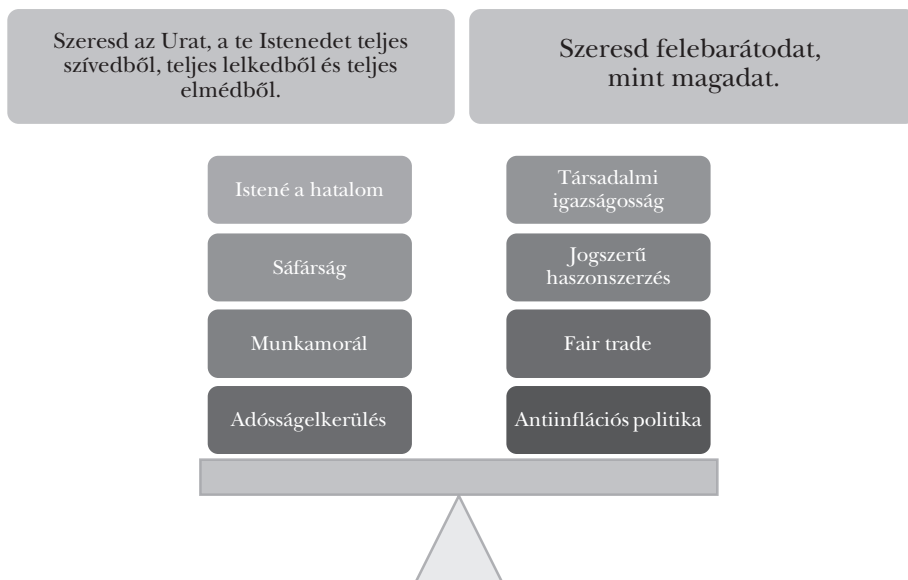 Szeresd az Urat, a te Istenedet teljes
szívedből, teljes lelkedből és teljes
elmédből.
Szeresd felebarátodat,
mint magadat.
Istené a hatalom
Sáfárság
Munkamorál
Adósságelkerülés
Társadalmi
igazságosság
Jogszerű
haszonszerzés
Fair trade
Antiinflációs politika